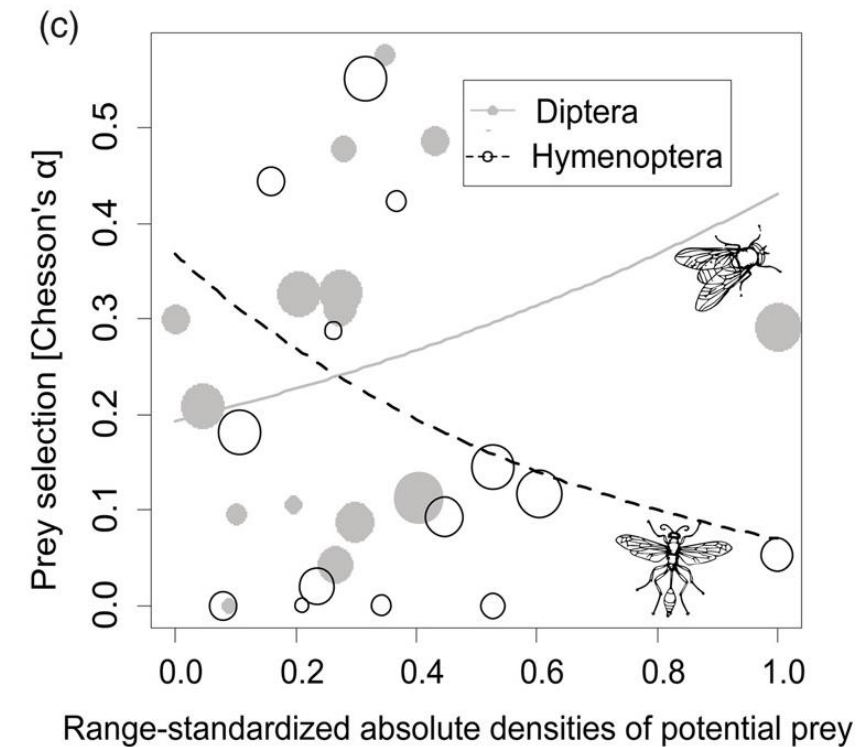 (c)
Prey selection [Chesson's α]
0.5
0.4
0.3
0.2
0.1
0.0
Diptera
Hymenoptera
0.0 0.2 0.4 0.6 0.8 1.0
Range-standardized absolute densities of potential prey